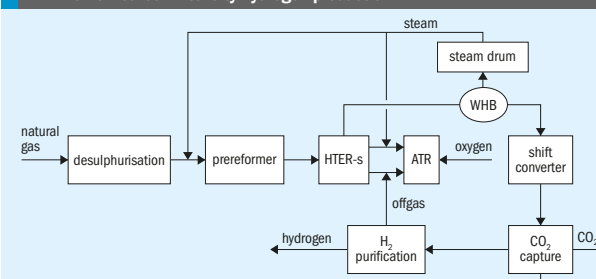 steam
steam drum
WHB
natural
gas
desulphurisation
prereformer
HTER-s
ATR
oxygen
shift
converter
offgas
hydrogen
H₂
purification
CO₂
capture
CO₂